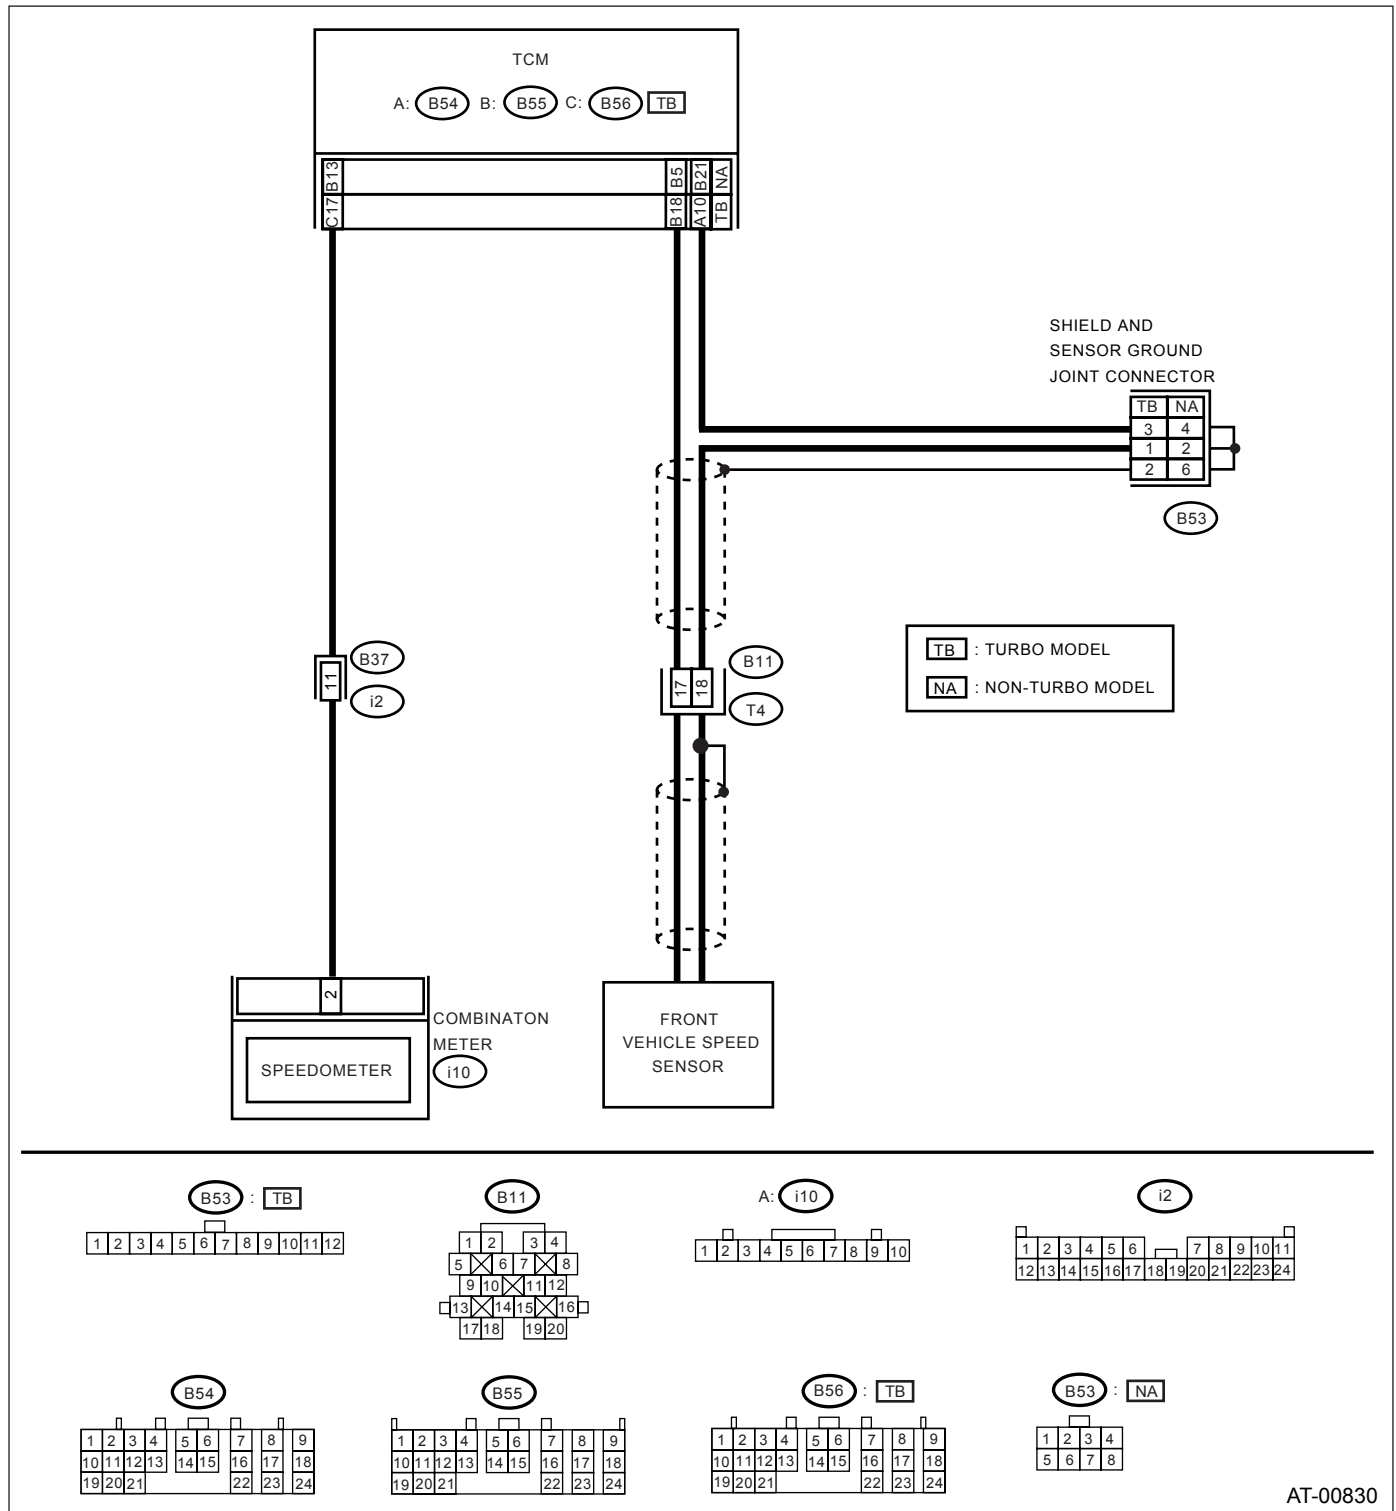 TCM
A: B54 B: B55 C: B56 TB
B13 B5 B21 NA
C17 B18 A10 TB
SHIELD AND
SENSOR GROUND
JOINT CONNECTOR
TB NA
3 4
1 2
2 6
B53
TB : TURBO MODEL
NA : NON-TURBO MODEL
11
B37
i2
17 18
B11
T4
2
COMBINATON
METER
i10
SPEEDOMETER
FRONT
VEHICLE SPEED
SENSOR
B53 : TB
1 2 3 4 5 6 7 8 9 10 11 12
B11
1 2 3 4
5 6 7 8
9 10 11 12
13 14 15 16
17 18 19 20
A: i10
1 2 3 4 5 6 7 8 9 10
i2
1 2 3 4 5 6 7 8 9 10 11
12 13 14 15 16 17 18 19 20 21 22 23 24
B54
1 2 3 4 5 6 7 8 9
10 11 12 13 14 15 16 17 18
19 20 21 22 23 24
B55
1 2 3 4 5 6 7 8 9
10 11 12 13 14 15 16 17 18
19 20 21 22 23 24
B56 : TB
1 2 3 4 5 6 7 8 9
10 11 12 13 14 15 16 17 18
19 20 21 22 23 24
B53 : NA
1 2 3 4
5 6 7 8
AT-00830